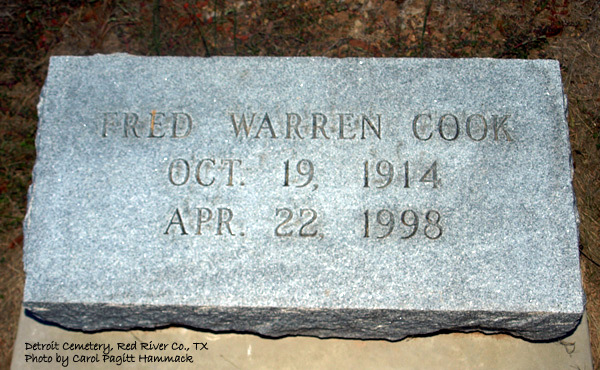 FRED WARREN COOK
OCT. 19, 1914
APR. 22, 1998
Detroit Cemetery, Red River Co., TX
Photo by Carol Pagitt Hammack